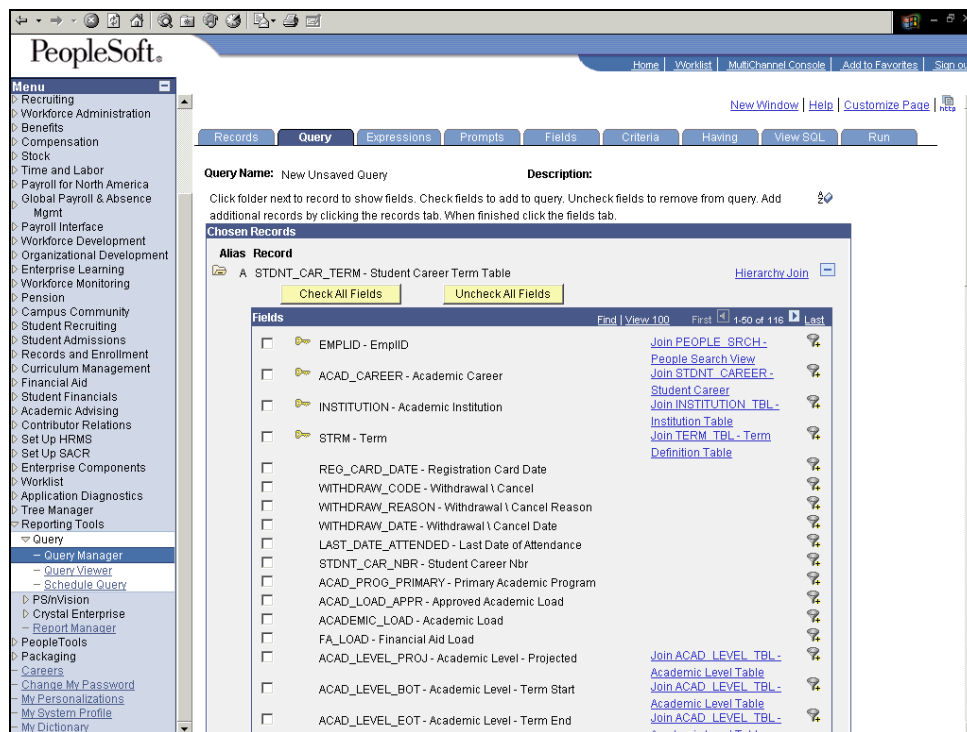 PeopleSoft.
Home | Worklist | MultiChannel Console | Add to Favorites | Sign ou
Menu
Recruiting
Workforce Administration
Benefits
Compensation
Stock
Time and Labor
Payroll for North America
Global Payroll & Absence
Mgmt
Payroll Interface
Workforce Development
Organizational Development
Enterprise Learning
Workforce Monitoring
Pension
Campus Community
Student Recruiting
Student Admissions
Records and Enrollment
Curriculum Management
Financial Aid
Student Financials
Academic Advising
Contributor Relations
Set Up HRMS
Set Up SACR
Enterprise Components
Worklist
Application Diagnostics
Tree Manager
Reporting Tools
Query
– Query Manager
– Query Viewer
– Schedule Query
PS/nVision
Crystal Enterprise
– Report Manager
PeopleTools
Packaging
– Careers
– Change My Password
– My Personalizations
– My System Profile
– My Dictionary
New Window | Help | Customize Page | http
Records Query Expressions Prompts Fields Criteria Having View SQL Run
Query Name: New Unsaved Query Description:
Click folder next to record to show fields. Check fields to add to query. Uncheck fields to remove from query. Add
additional records by clicking the records tab. When finished click the fields tab.
Chosen Records
Alias Record
A STDNT_CAR_TERM - Student Career Term Table Hierarchy Join
Check All Fields Uncheck All Fields
Fields Find | View 100 First 1-50 of 116 Last
EMPLID - EmplID Join PEOPLE_SRCH -
People Search View
ACAD_CAREER - Academic Career Join STDNT_CAREER -
Student Career
INSTITUTION - Academic Institution Join INSTITUTION_TBL -
Institution Table
STRM - Term Join TERM_TBL - Term
Definition Table
REG_CARD_DATE - Registration Card Date
WITHDRAW_CODE - Withdrawal \ Cancel
WITHDRAW_REASON - Withdrawal \ Cancel Reason
WITHDRAW_DATE - Withdrawal \ Cancel Date
LAST_DATE_ATTENDED - Last Date of Attendance
STDNT_CAR_NBR - Student Career Nbr
ACAD_PROG_PRIMARY - Primary Academic Program
ACAD_LOAD_APPR - Approved Academic Load
ACADEMIC_LOAD - Academic Load
FA_LOAD - Financial Aid Load
ACAD_LEVEL_PROJ - Academic Level - Projected Join ACAD_LEVEL_TBL -
Academic Level Table
ACAD_LEVEL_BOT - Academic Level - Term Start Join ACAD_LEVEL_TBL -
Academic Level Table
ACAD_LEVEL_EOT - Academic Level - Term End Join ACAD_LEVEL_TBL -